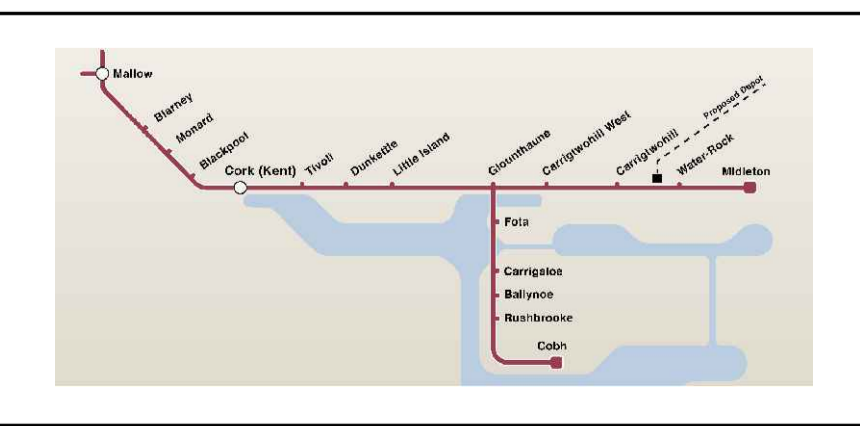 Mallow
Blarney
Monard
Blackpool
Cork (Kent)
Tivoli
Dunkettle
Little Island
Glounthaune
Carrigtwohill West
Carrigtwohill
Proposed Depot
Water-Rock
Midleton
Fota
Carrigaloe
Ballynoe
Rushbrooke
Cobh